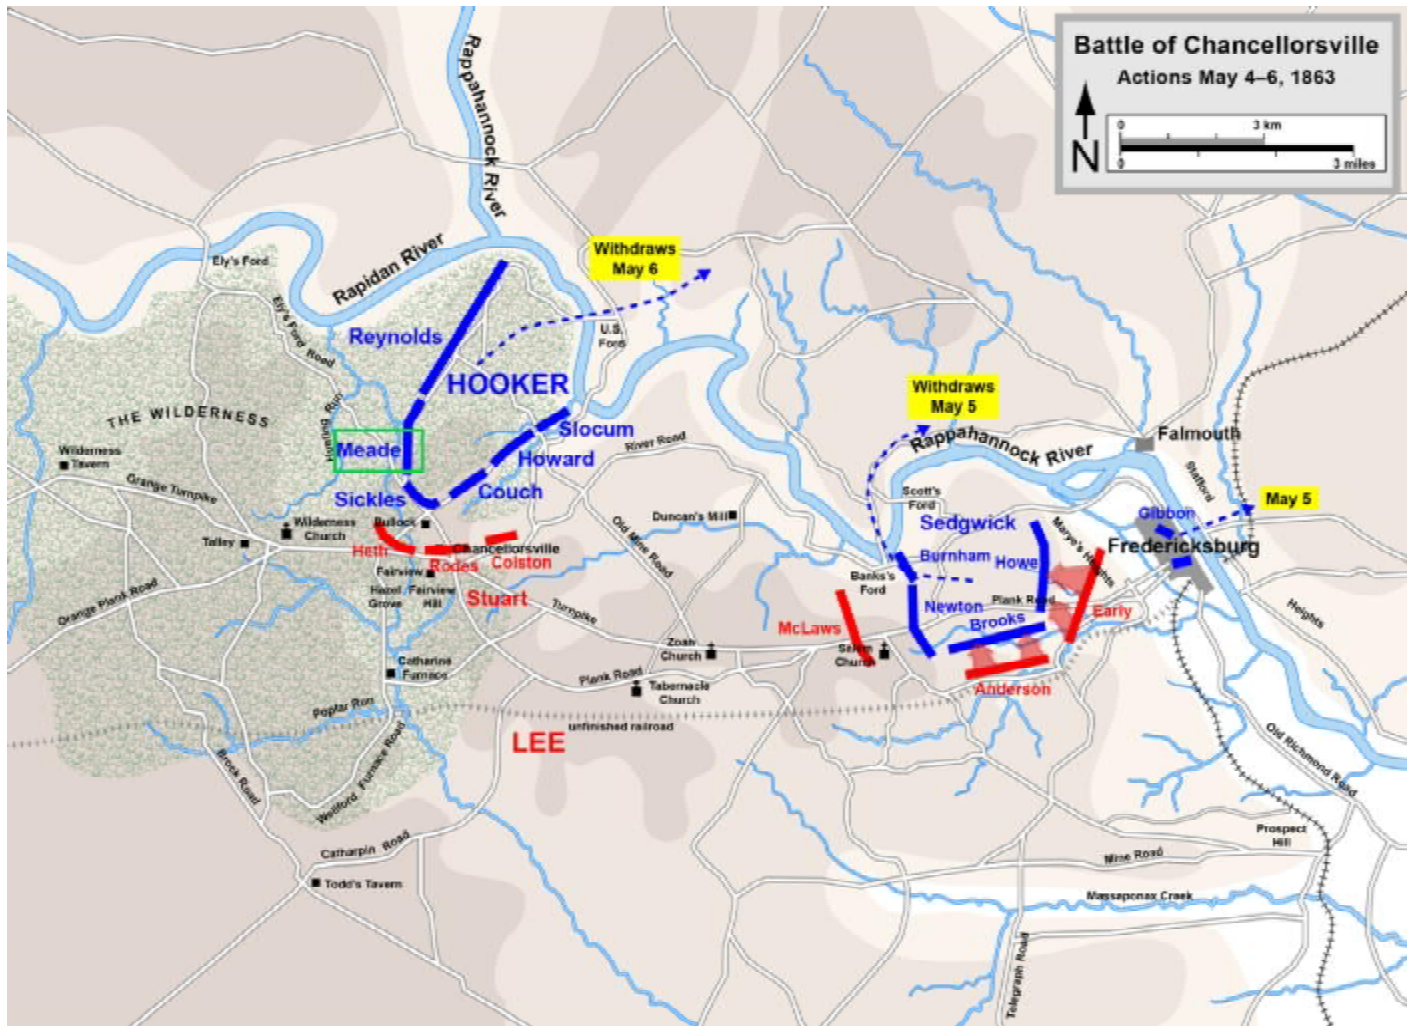 Battle of Chancellorsville
Actions May 4–6, 1863
N
0
3 km
0
3 miles
Rappahannock River
Withdraws
May 6
Ely's Ford
Rapidan River
Ely's Ford Road
Reynolds
U.S.
Ford
HOOKER
THE WILDERNESS
Run
Withdraws
May 5
Slocum
Howard
Couch
Meade
Sickles
Wilderness
Tavern
Orange Turnpike
River Road
Rappahannock River
Falmouth
Stafford
Heights
May 5
Gibbon
Fredericksburg
Scott's
Ford
Sedgwick
Marye's Heights
Burnham
Howe
Banks's
Ford
Plank Road
Newton
Brooks
Early
Duncan's Mill
Old Mine Road
Bullock
Wilderness
Church
Talley
Heth
Chancellorsville
Rodes
Colston
Fairview
Hazel
Grove
Fairview
Hill
Stuart
Orange Plank Road
Turnpike
McLaws
Salem
Church
Zoan
Church
Anderson
Catharine
Furnace
Plank Road
Tabernacle
Church
Poplar Run
unfinished railroad
LEE
Brock Road
Wellford Furnace Road
Old Richmond Road
Catharpin Road
Todd's Tavern
Prospect
Hill
Mine Road
Massaponax Creek
Telegraph Road